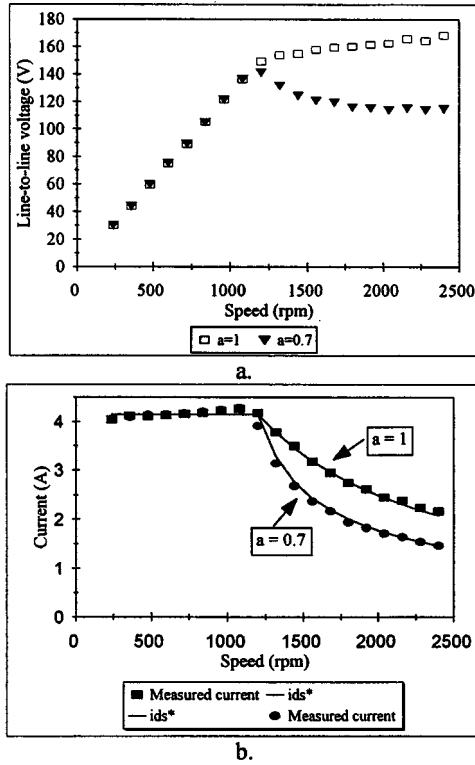 180
160
140
120
100
80
60
40
20
0
Line-to-line voltage (V)
0 500 1000 1500 2000 2500
Speed (rpm)
a=1 a=0.7
a.
4
3
2
1
0
Current (A)
a = 1
a = 0.7
0 500 1000 1500 2000 2500
Speed (rpm)
Measured current ids*
ids* Measured current
b.